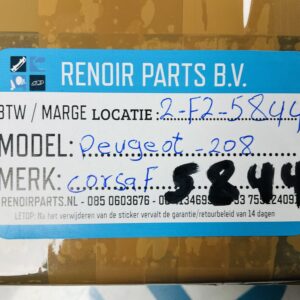 RENOIR PARTS B.V.
BTW / MARGE LOCATIE : 2-F2-5844
MODEL: Peugeot-208
MERK: corsa F 5844
RENOIRPARTS.NL - 085 0603676 - 06
LET OP: Na het verwijderen van de sticker vervalt de garantie/retourbeleid van 14 dagen